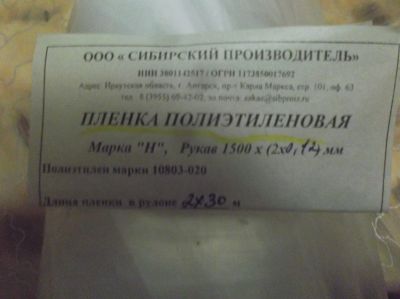 ООО « СИБИРСКИЙ ПРОИЗВОДИТЕЛЬ»
ИНН 3801142517 / ОГРН 1173850017692
Адрес Иркутская область, г. Ангарск, пр-т Карла Маркса, стр. 101, оф. 63
тел 8 (3955) 69-42-02, эл.почта: zakaz@sibproiz.ru
ПЛЕНКА ПОЛИЭТИЛЕНОВАЯ
Марка "Н", Рукав 1500 х (2х0,12) мм
Полиэтилен марки 10803-020
Длина пленки в рулоне 2х30 м